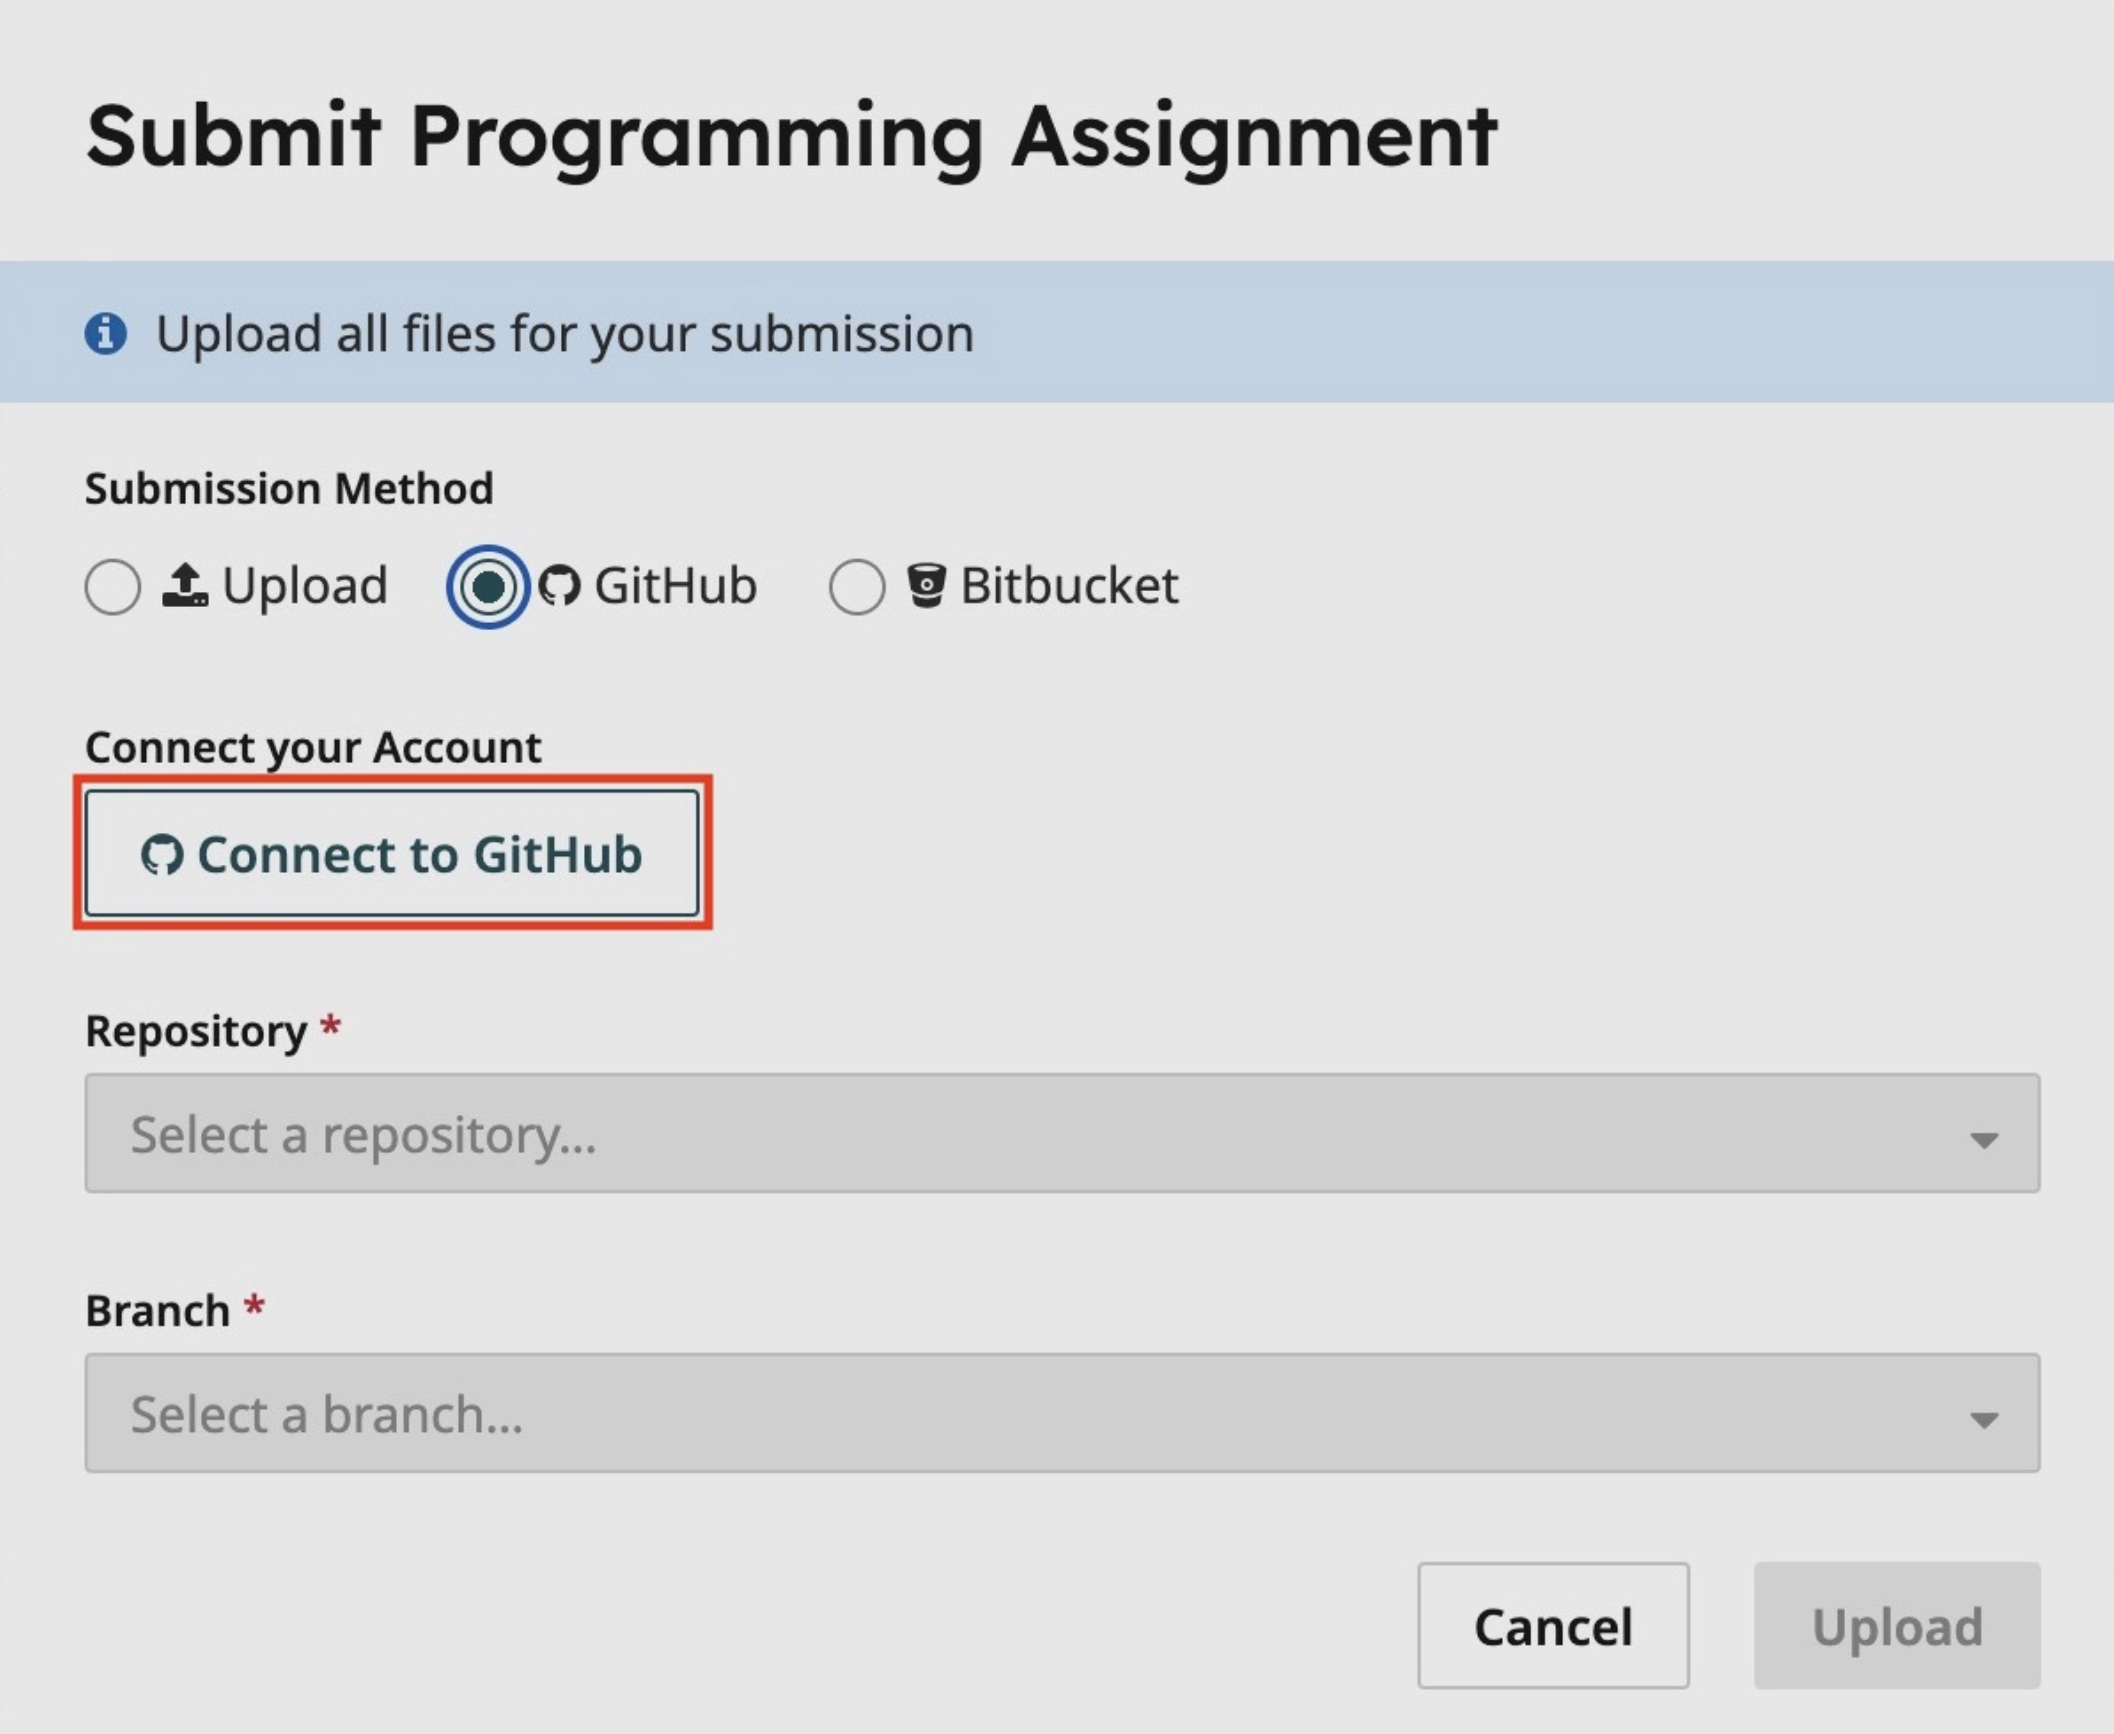 Submit Programming Assignment
Upload all files for your submission
Submission Method
Upload GitHub Bitbucket
Connect your Account
Connect to GitHub
Repository *
Select a repository...
Branch *
Select a branch...
Cancel Upload